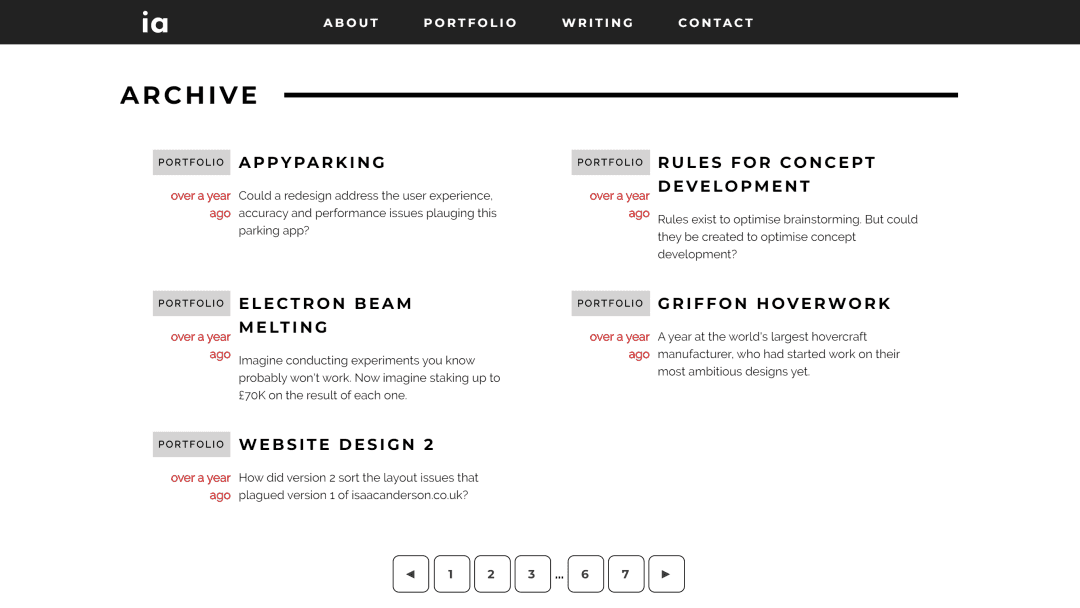 ia
ABOUT PORTFOLIO WRITING CONTACT
ARCHIVE
PORTFOLIO APPYPARKING
over a year
ago
Could a redesign address the user experience,
accuracy and performance issues plauging this
parking app?
PORTFOLIO RULES FOR CONCEPT
DEVELOPMENT
over a year
ago
Rules exist to optimise brainstorming. But could
they be created to optimise concept
development?
PORTFOLIO ELECTRON BEAM
MELTING
over a year
ago
Imagine conducting experiments you know
probably won't work. Now imagine staking up to
£70K on the result of each one.
PORTFOLIO GRIFFON HOVERWORK
over a year
ago
A year at the world's largest hovercraft
manufacturer, who had started work on their
most ambitious designs yet.
PORTFOLIO WEBSITE DESIGN 2
over a year
ago
How did version 2 sort the layout issues that
plagued version 1 of isaacanderson.co.uk?
◄ 1 2 3 ... 6 7 ►